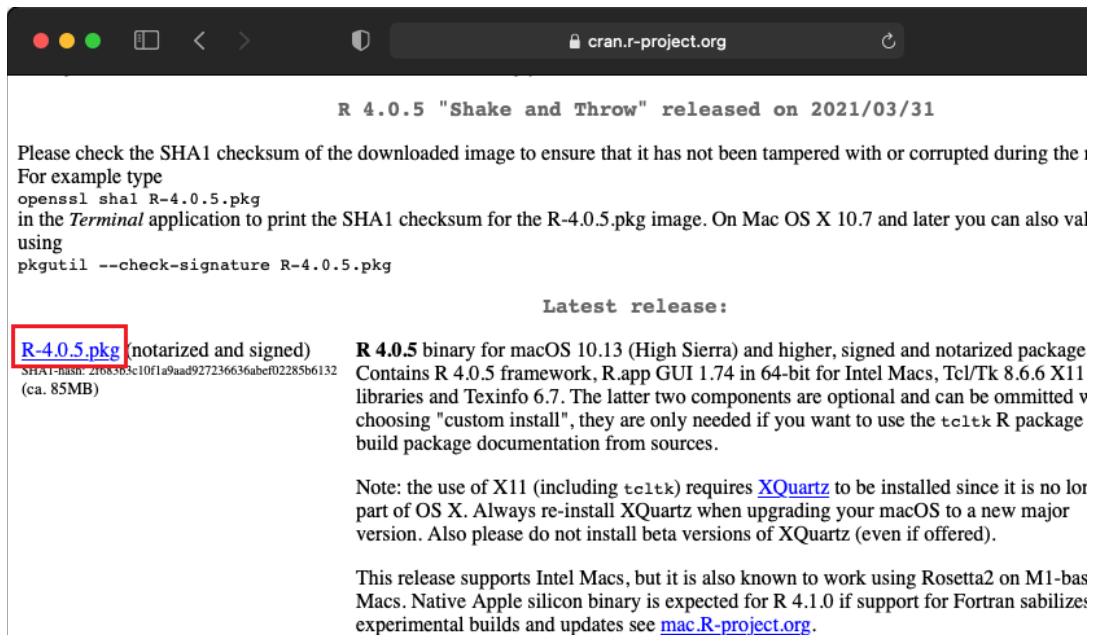 cran.r-project.org
R 4.0.5 "Shake and Throw" released on 2021/03/31
Please check the SHA1 checksum of the downloaded image to ensure that it has not been tampered with or corrupted during the
For example type
openssl sha1 R-4.0.5.pkg
in the Terminal application to print the SHA1 checksum for the R-4.0.5.pkg image. On Mac OS X 10.7 and later you can also
using
pkgutil --check-signature R-4.0.5.pkg
Latest release:
R-4.0.5.pkg (notarized and signed)
SHA1-hash: 2f683b3c10f1a9aad927236636abef02285b6132
(ca. 85MB)
R 4.0.5 binary for macOS 10.13 (High Sierra) and higher, signed and notarized package
Contains R 4.0.5 framework, R.app GUI 1.74 in 64-bit for Intel Macs, Tcl/Tk 8.6.6 X11
libraries and Texinfo 6.7. The latter two components are optional and can be ommitted
choosing "custom install", they are only needed if you want to use the tcltk R package
build package documentation from sources.
Note: the use of X11 (including tcltk) requires XQuartz to be installed since it is no
part of OS X. Always re-install XQuartz when upgrading your macOS to a new major
version. Also please do not install beta versions of XQuartz (even if offered).
This release supports Intel Macs, but it is also known to work using Rosetta2 on M1-bas
Macs. Native Apple silicon binary is expected for R 4.1.0 if support for Fortran sabilizes
experimental builds and updates see mac.R-project.org.